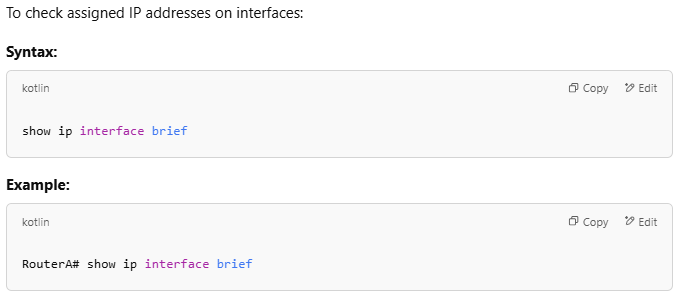 To check assigned IP addresses on interfaces:
Syntax:
kotlin Copy Edit
show ip interface brief
Example:
kotlin Copy Edit
RouterA# show ip interface brief